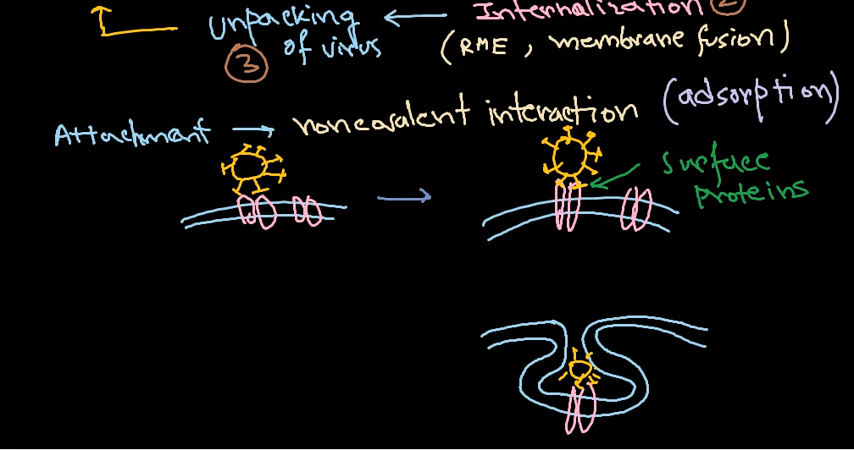 Internalization 2
unpacking
of virus
3
(RME, membrane fusion)
Attachment → noncovalent interaction (adsorption)
Surface
proteins